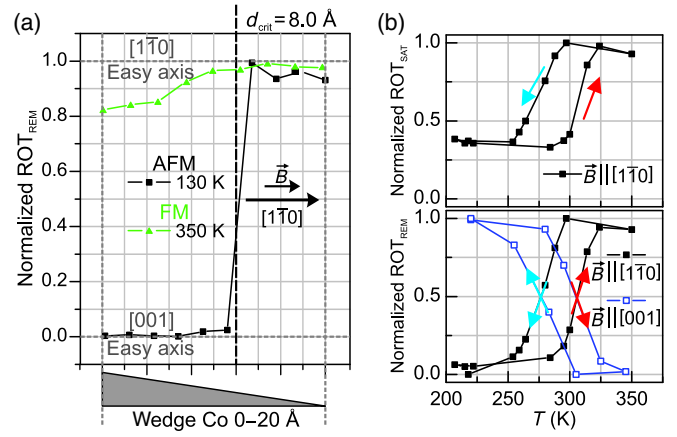 (a)
d_crit = 8.0 Å
[11̄0]
Easy axis
1.0
0.8
0.6
0.4
0.2
0.0
Normalized ROT_REM
AFM
130 K
FM
350 K
B⃗
[11̄0]
[001]
Easy axis
Wedge Co 0–20 Å
(b)
Normalized ROT_SAT
1.0
0.5
0.0
B⃗||[11̄0]
Normalized ROT_REM
1.0
0.5
0.0
B⃗||[11̄0]
B⃗||[001]
200 250 300 350
T (K)